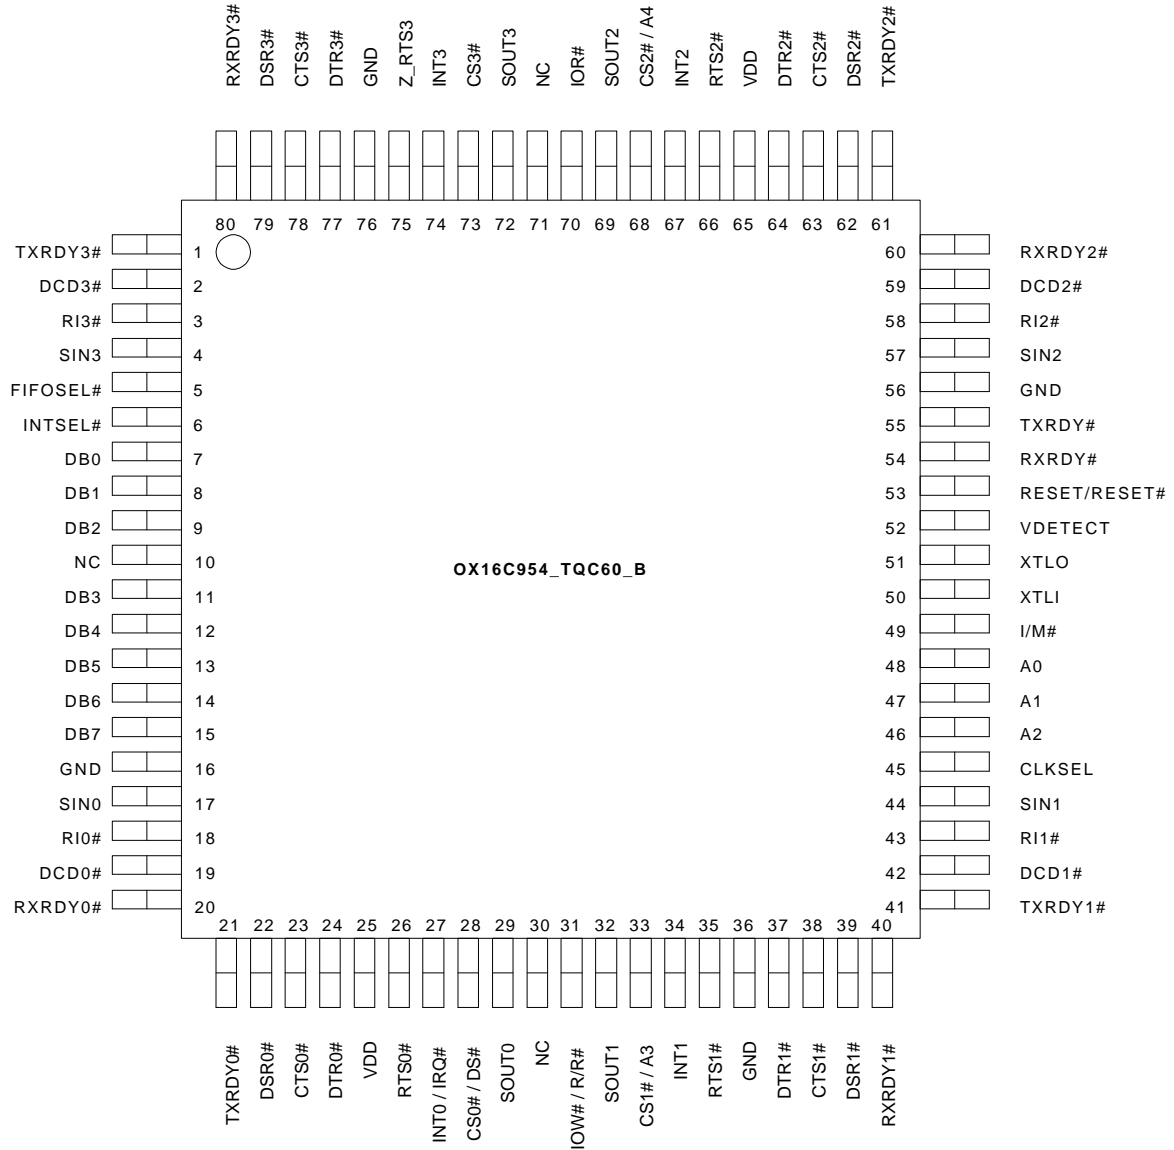 RXRDY3#
DSR3#
CTS3#
DTR3#
GND
Z_RTS3
INT3
CS3#
SOUT3
NC
IOR#
SOUT2
CS2# / A4
INT2
RTS2#
VDD
DTR2#
CTS2#
DSR2#
TXRDY2#
80 79 78 77 76 75 74 73 72 71 70 69 68 67 66 65 64 63 62 61
TXRDY3# 1 60 RXRDY2#
DCD3# 2 59 DCD2#
RI3# 3 58 RI2#
SIN3 4 57 SIN2
FIFOSEL# 5 56 GND
INTSEL# 6 55 TXRDY#
DB0 7 54 RXRDY#
DB1 8 53 RESET/RESET#
DB2 9 52 VDETECT
NC 10 51 XTLO
OX16C954_TQC60_B
DB3 11 50 XTLI
DB4 12 49 I/M#
DB5 13 48 A0
DB6 14 47 A1
DB7 15 46 A2
GND 16 45 CLKSEL
SIN0 17 44 SIN1
RI0# 18 43 RI1#
DCD0# 19 42 DCD1#
RXRDY0# 20 41 TXRDY1#
21 22 23 24 25 26 27 28 29 30 31 32 33 34 35 36 37 38 39 40
TXRDY0#
DSR0#
CTS0#
DTR0#
VDD
RTS0#
INT0 / IRQ#
CS0# / DS#
SOUT0
NC
IOW# / R/R#
SOUT1
CS1# / A3
INT1
RTS1#
GND
DTR1#
CTS1#
DSR1#
RXRDY1#